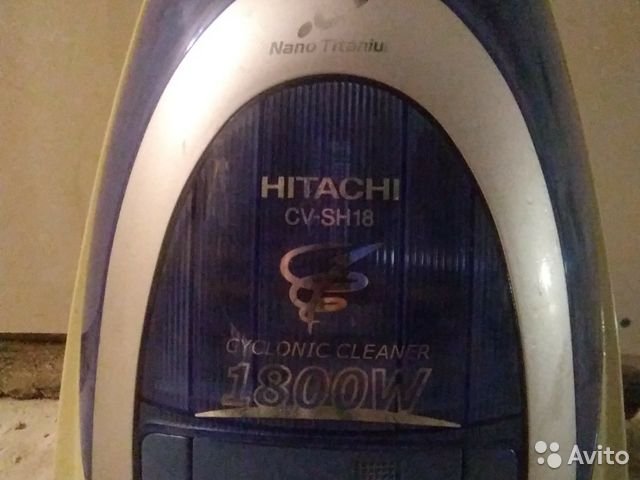 Nano Titaniu
HITACHI
CV-SH18
CYCLONIC CLEANER
1800W
Avito